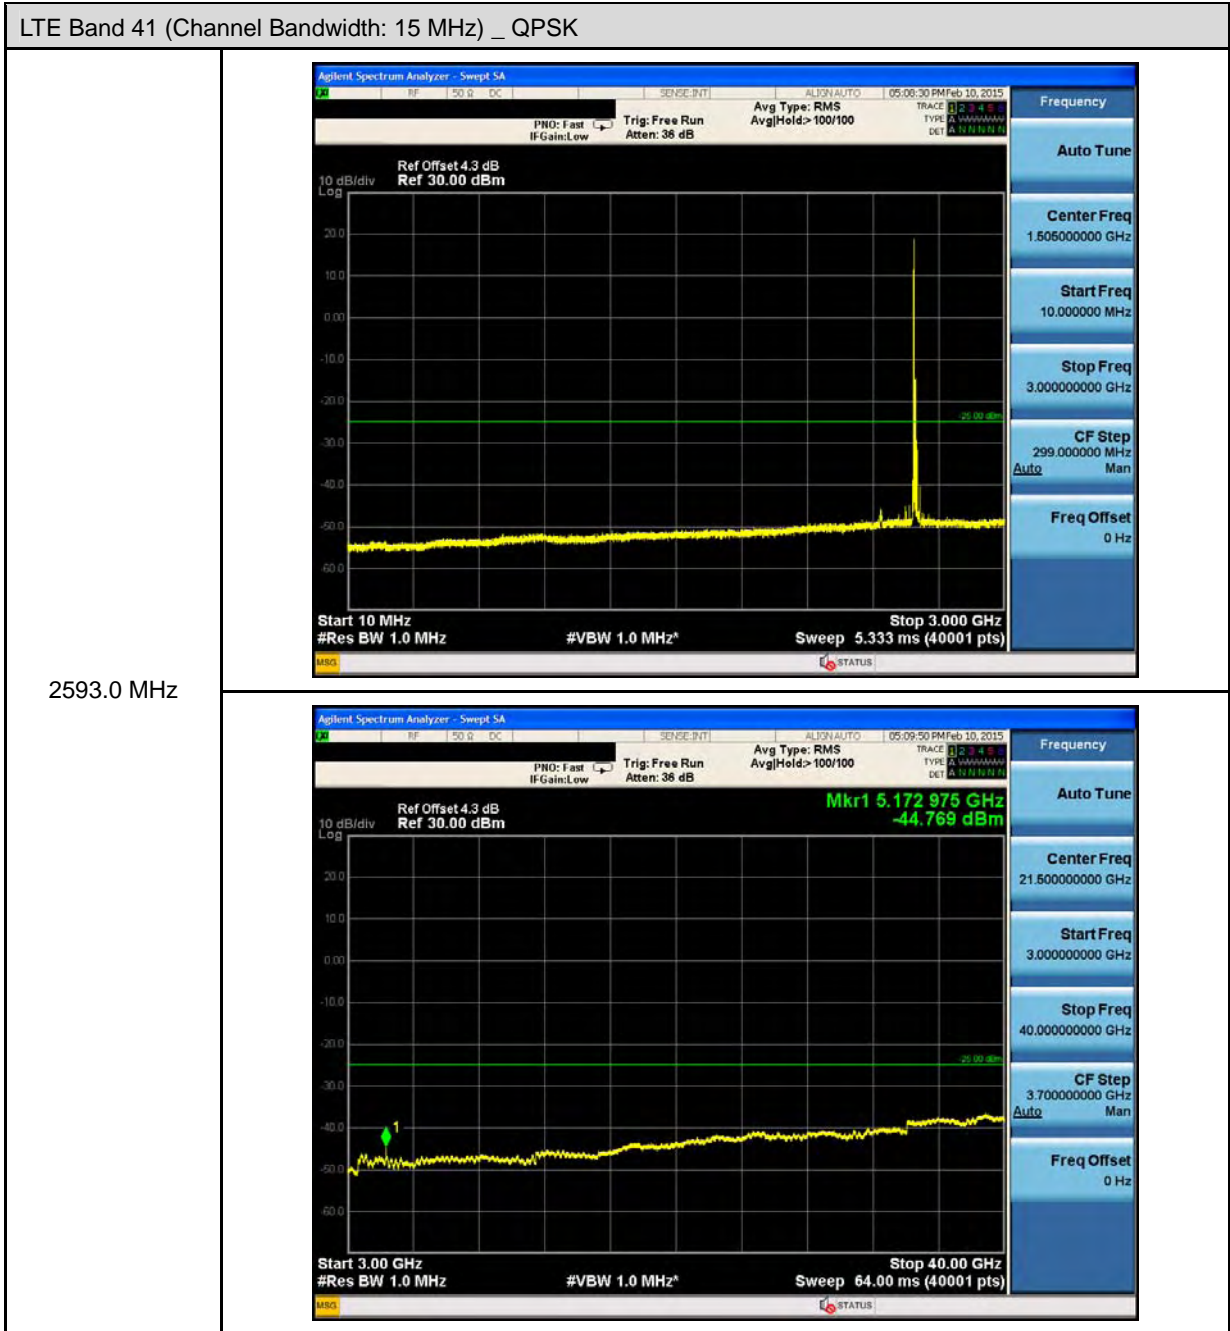 LTE Band 41 (Channel Bandwidth: 15 MHz) _ QPSK
2593.0 MHz
Agilent Spectrum Analyzer - Swept SA
RF 50 Ω DC SENSE:INT ALIGN AUTO 05:08:30 PM Feb 10, 2015
PNO: Fast
IFGain:Low
Trig: Free Run
Atten: 36 dB
Avg Type: RMS
Avg|Hold:>100/100
TRACE 1 2 3 4 5 6
TYPE A WWWWW
DET A N N N N N
Ref Offset 4.3 dB
10 dB/div Ref 30.00 dBm
Log
20.0
10.0
0.00
-10.0
-20.0
-25.00 dBm
-30.0
-40.0
-50.0
-60.0
Start 10 MHz Stop 3.000 GHz
#Res BW 1.0 MHz #VBW 1.0 MHz* Sweep 5.333 ms (40001 pts)
MSG STATUS
Frequency
Auto Tune
Center Freq
1.505000000 GHz
Start Freq
10.000000 MHz
Stop Freq
3.000000000 GHz
CF Step
299.000000 MHz
Auto Man
Freq Offset
0 Hz
Agilent Spectrum Analyzer - Swept SA
RF 50 Ω DC SENSE:INT ALIGN AUTO 05:09:50 PM Feb 10, 2015
PNO: Fast
IFGain:Low
Trig: Free Run
Atten: 36 dB
Avg Type: RMS
Avg|Hold:>100/100
TRACE 1 2 3 4 5 6
TYPE A WWWWW
DET A N N N N N
Mkr1 5.172 975 GHz
-44.769 dBm
Ref Offset 4.3 dB
10 dB/div Ref 30.00 dBm
Log
20.0
10.0
0.00
-10.0
-20.0
-25.00 dBm
-30.0
-40.0
1
-50.0
-60.0
Start 3.00 GHz Stop 40.00 GHz
#Res BW 1.0 MHz #VBW 1.0 MHz* Sweep 64.00 ms (40001 pts)
MSG STATUS
Frequency
Auto Tune
Center Freq
21.500000000 GHz
Start Freq
3.000000000 GHz
Stop Freq
40.000000000 GHz
CF Step
3.700000000 GHz
Auto Man
Freq Offset
0 Hz